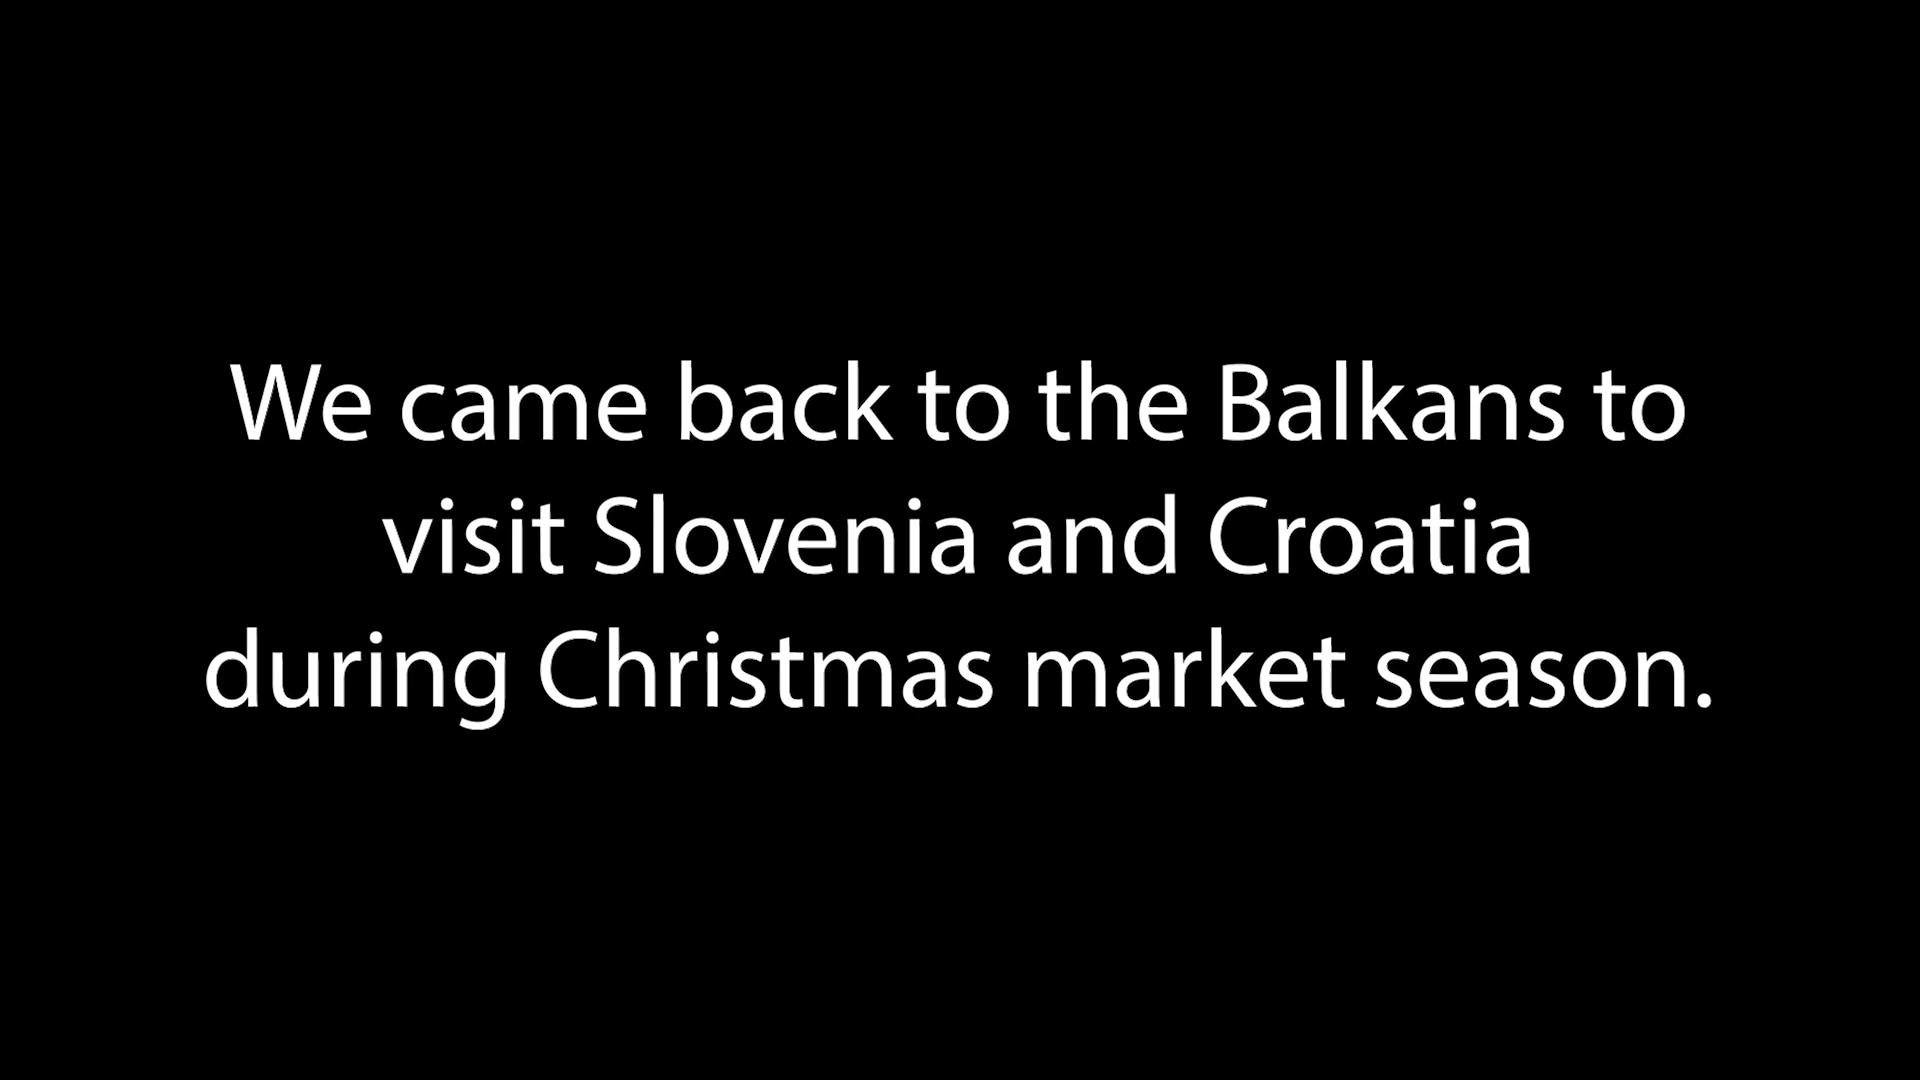 We came back to the Balkans to
visit Slovenia and Croatia
during Christmas market season.